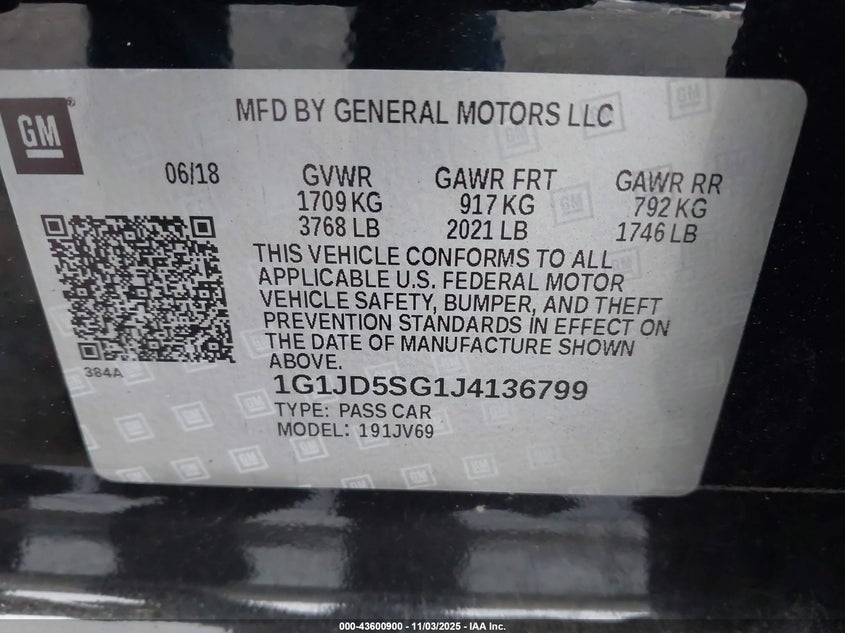 GM
MFD BY GENERAL MOTORS LLC
06/18 GVWR GAWR FRT GAWR RR
1709 KG 917 KG 792 KG
3768 LB 2021 LB 1746 LB
THIS VEHICLE CONFORMS TO ALL
APPLICABLE U.S. FEDERAL MOTOR
VEHICLE SAFETY, BUMPER, AND THEFT
PREVENTION STANDARDS IN EFFECT ON
THE DATE OF MANUFACTURE SHOWN
ABOVE.
384A
1G1JD5SG1J4136799
TYPE: PASS CAR
MODEL: 191JV69
000-43600900 - 11/03/2025 - IAA Inc.